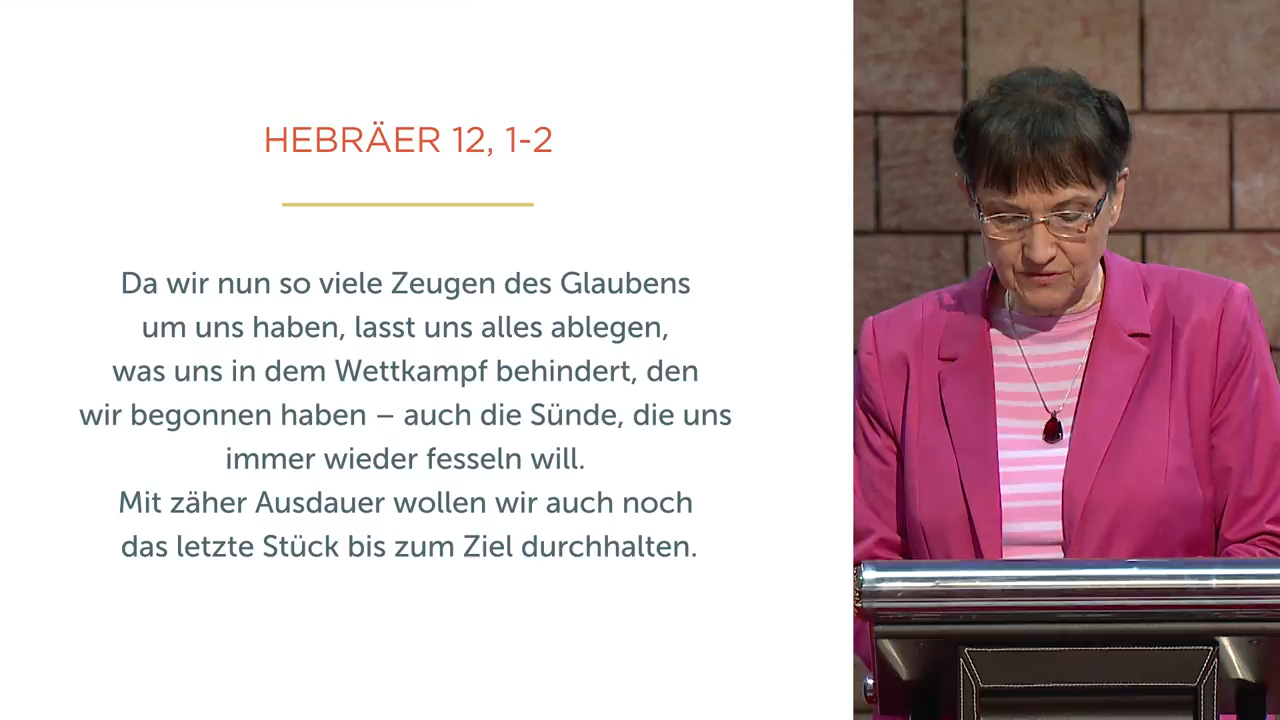 HEBRÄER 12, 1-2
Da wir nun so viele Zeugen des Glaubens
um uns haben, lasst uns alles ablegen,
was uns in dem Wettkampf behindert, den
wir begonnen haben – auch die Sünde, die uns
immer wieder fesseln will.
Mit zäher Ausdauer wollen wir auch noch
das letzte Stück bis zum Ziel durchhalten.